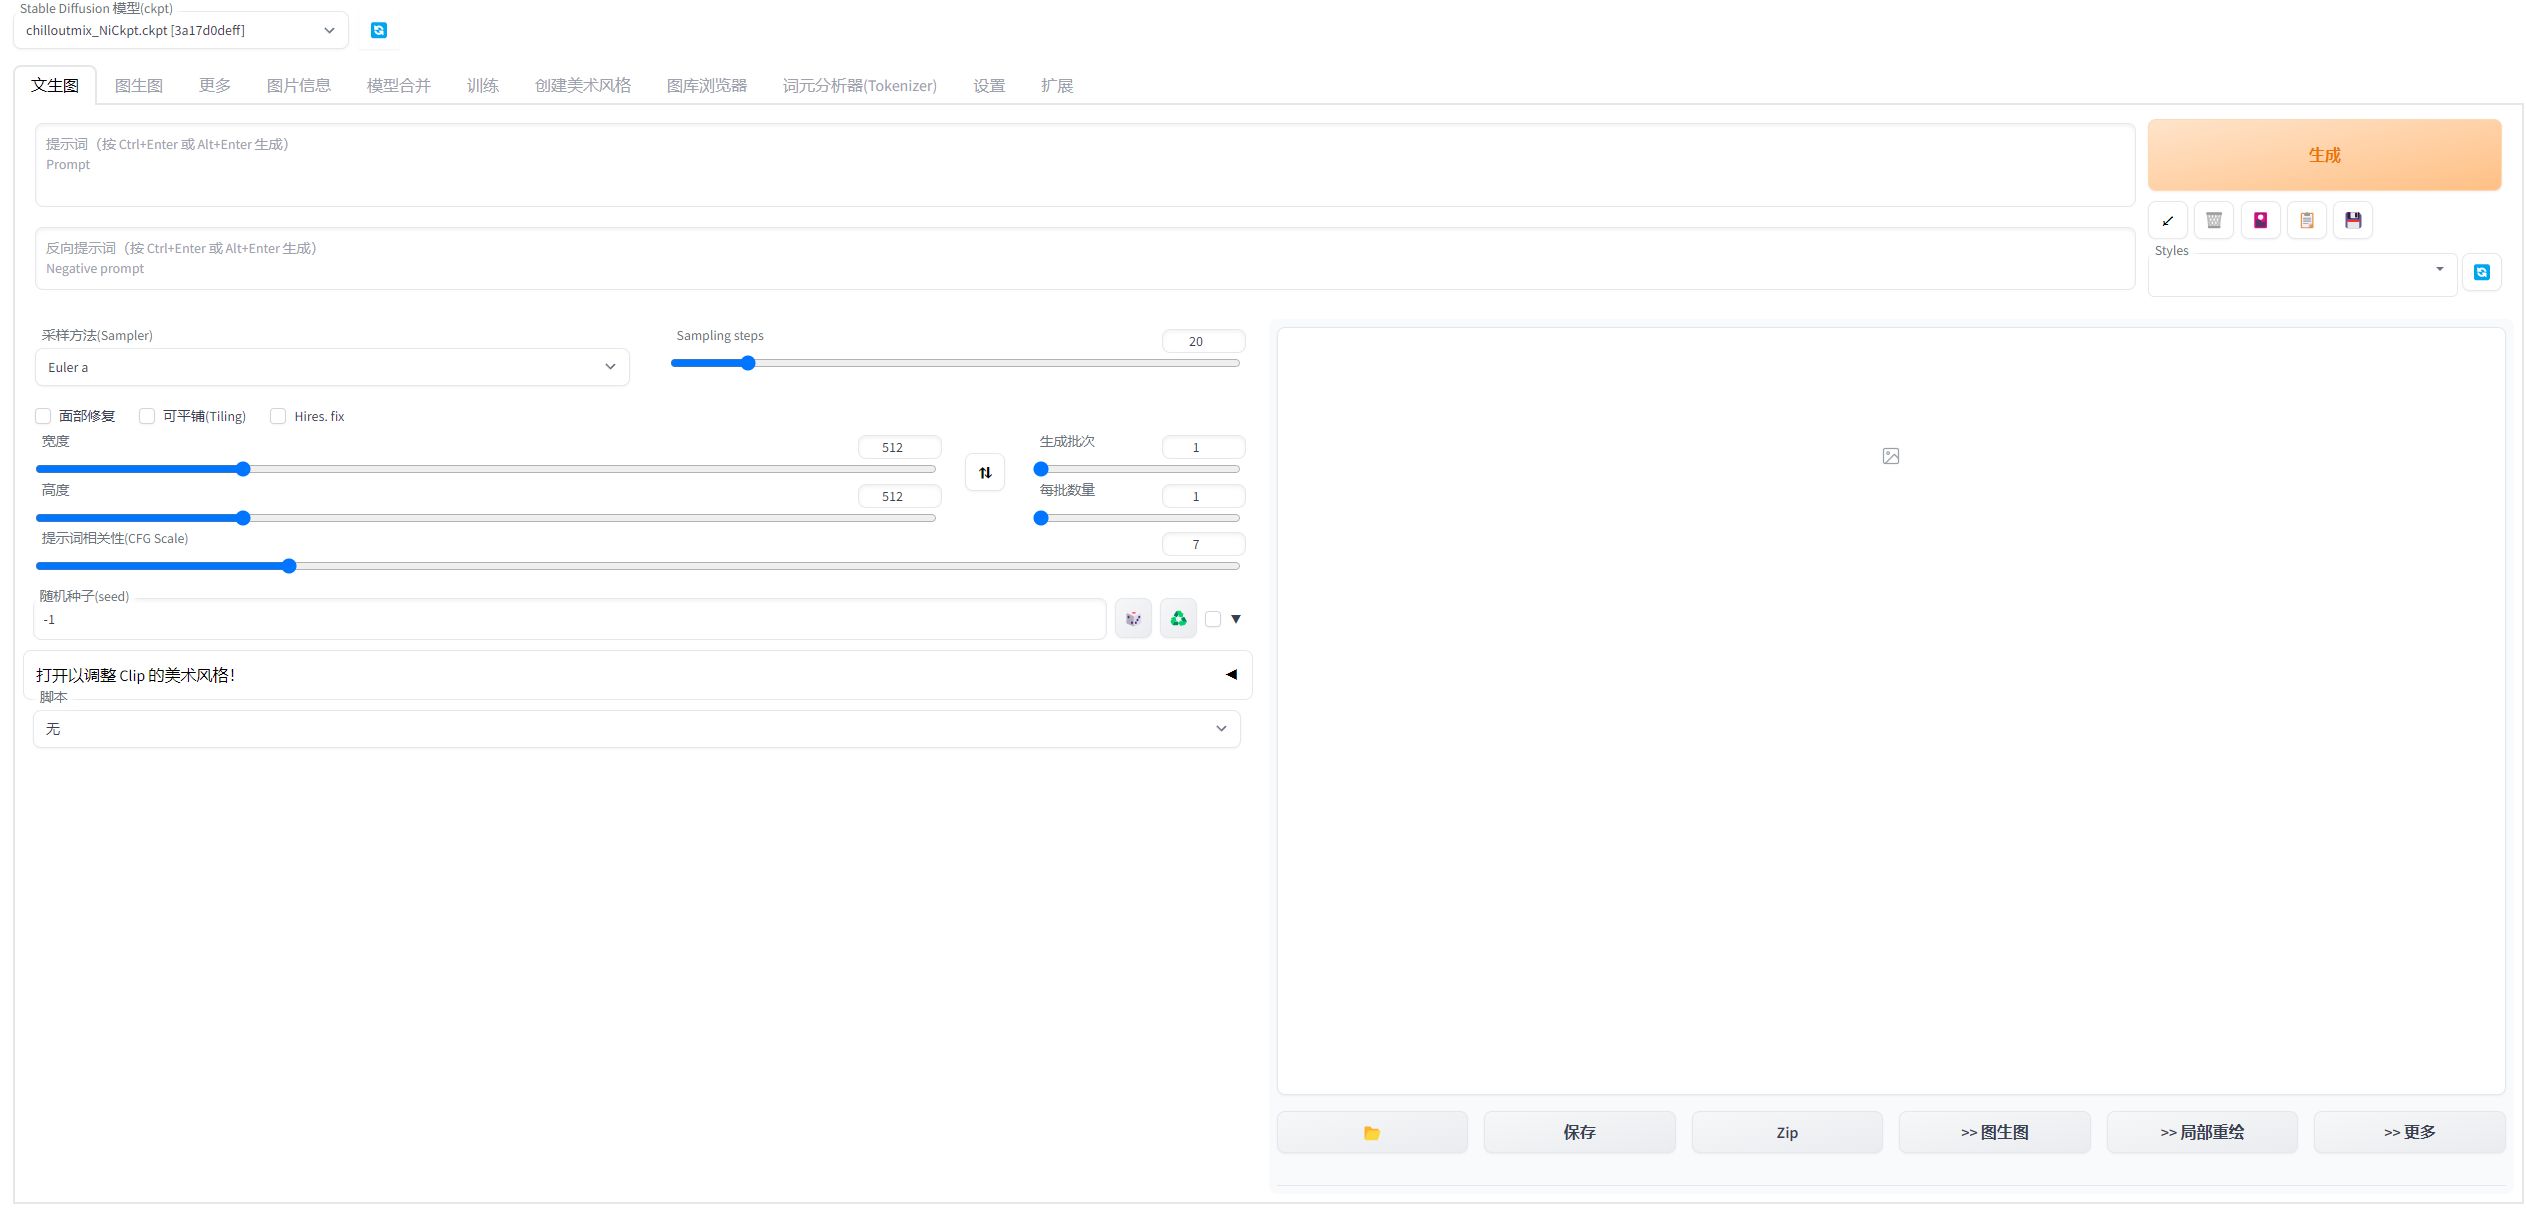 Stable Diffusion 模型(ckpt)
chilloutmix_NiCkpt.ckpt [3a17d0deff]
文生图 图生图 更多 图片信息 模型合并 训练 创建美术风格 图库浏览器 词元分析器(Tokenizer) 设置 扩展
提示词（按 Ctrl+Enter 或 Alt+Enter 生成）
Prompt
生成
反向提示词（按 Ctrl+Enter 或 Alt+Enter 生成）
Negative prompt
Styles
采样方法(Sampler)
Euler a
Sampling steps
20
面部修复 可平铺(Tiling) Hires. fix
宽度
512
高度
512
生成批次
1
每批数量
1
提示词相关性(CFG Scale)
7
随机种子(seed)
-1
打开以调整 Clip 的美术风格！
脚本
无
保存 Zip >> 图生图 >> 局部重绘 >> 更多